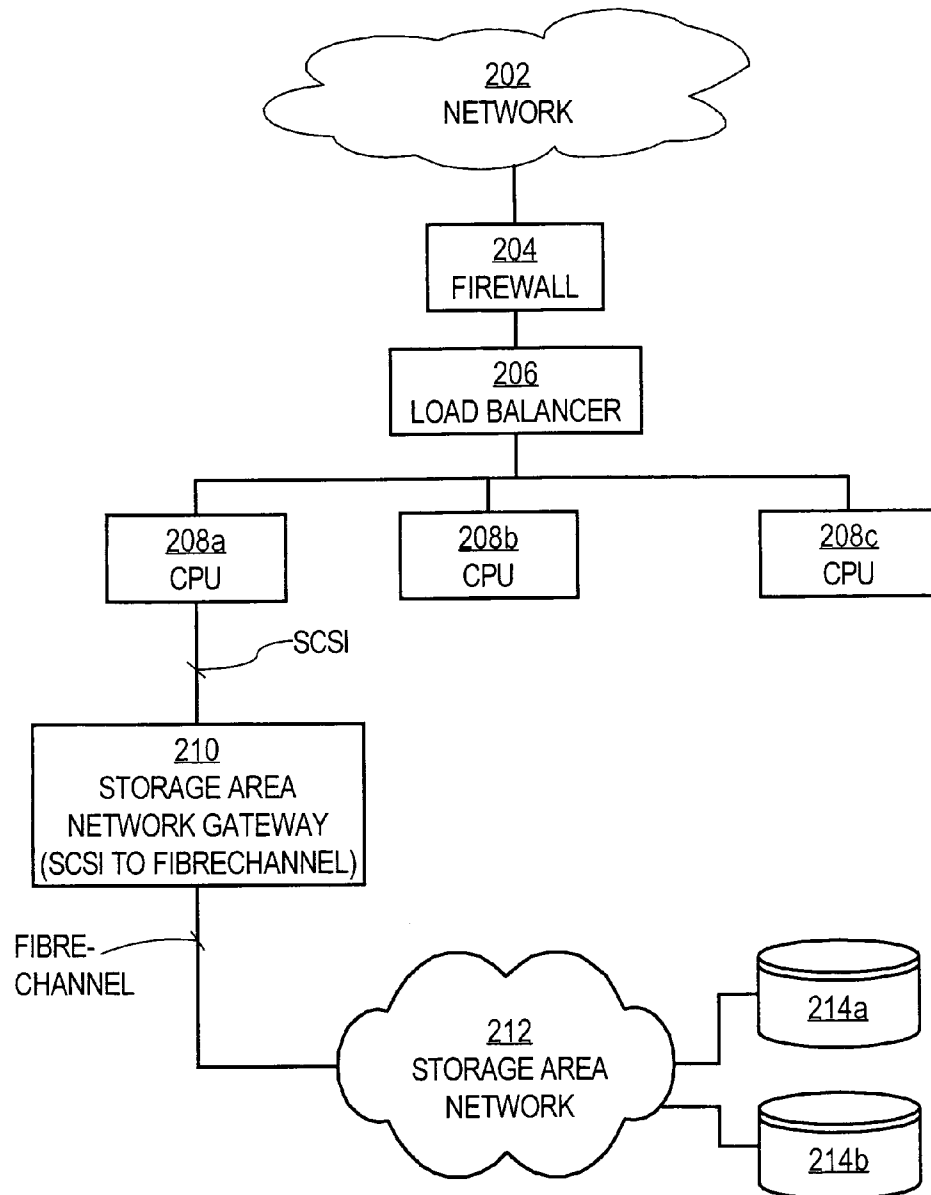 202
NETWORK
204
FIREWALL
206
LOAD BALANCER
208a
CPU
208b
CPU
208c
CPU
SCSI
210
STORAGE AREA
NETWORK GATEWAY
(SCSI TO FIBRECHANNEL)
FIBRE-
CHANNEL
212
STORAGE AREA
NETWORK
214a
214b